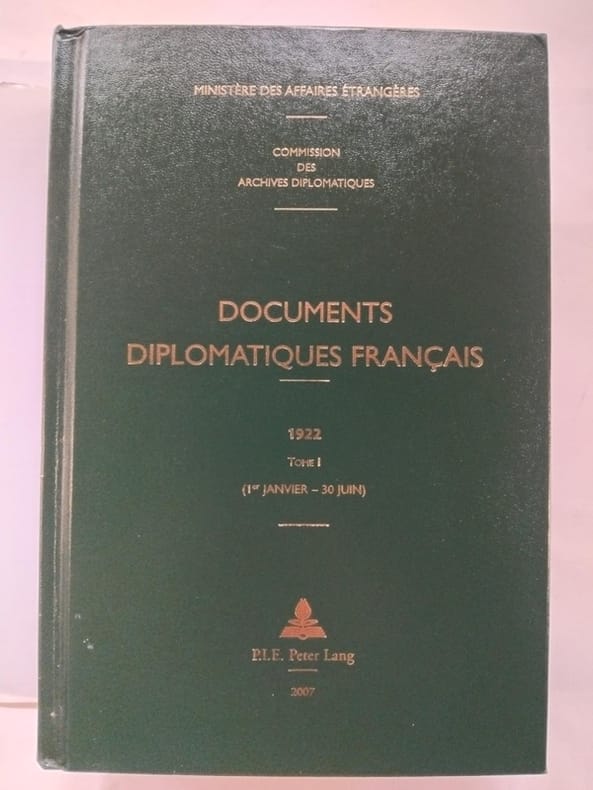 MINISTÈRE DES AFFAIRES ÉTRANGÈRES
COMMISSION
DES
ARCHIVES DIPLOMATIQUES
DOCUMENTS
DIPLOMATIQUES FRANÇAIS
1922
TOME I
(1er JANVIER – 30 JUIN)
P.I.E. Peter Lang
2007